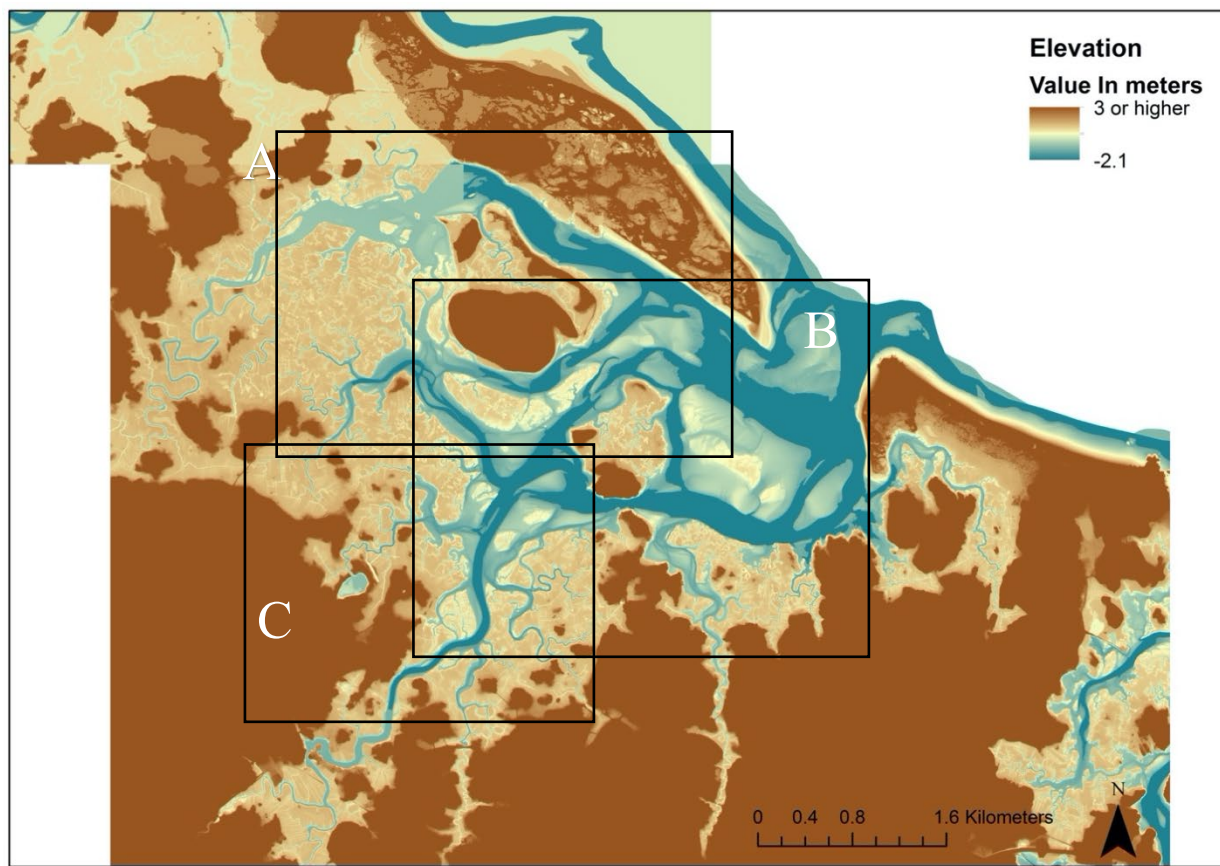 Elevation
Value In meters
3 or higher
-2.1
A
B
C
N
0 0.4 0.8 1.6 Kilometers